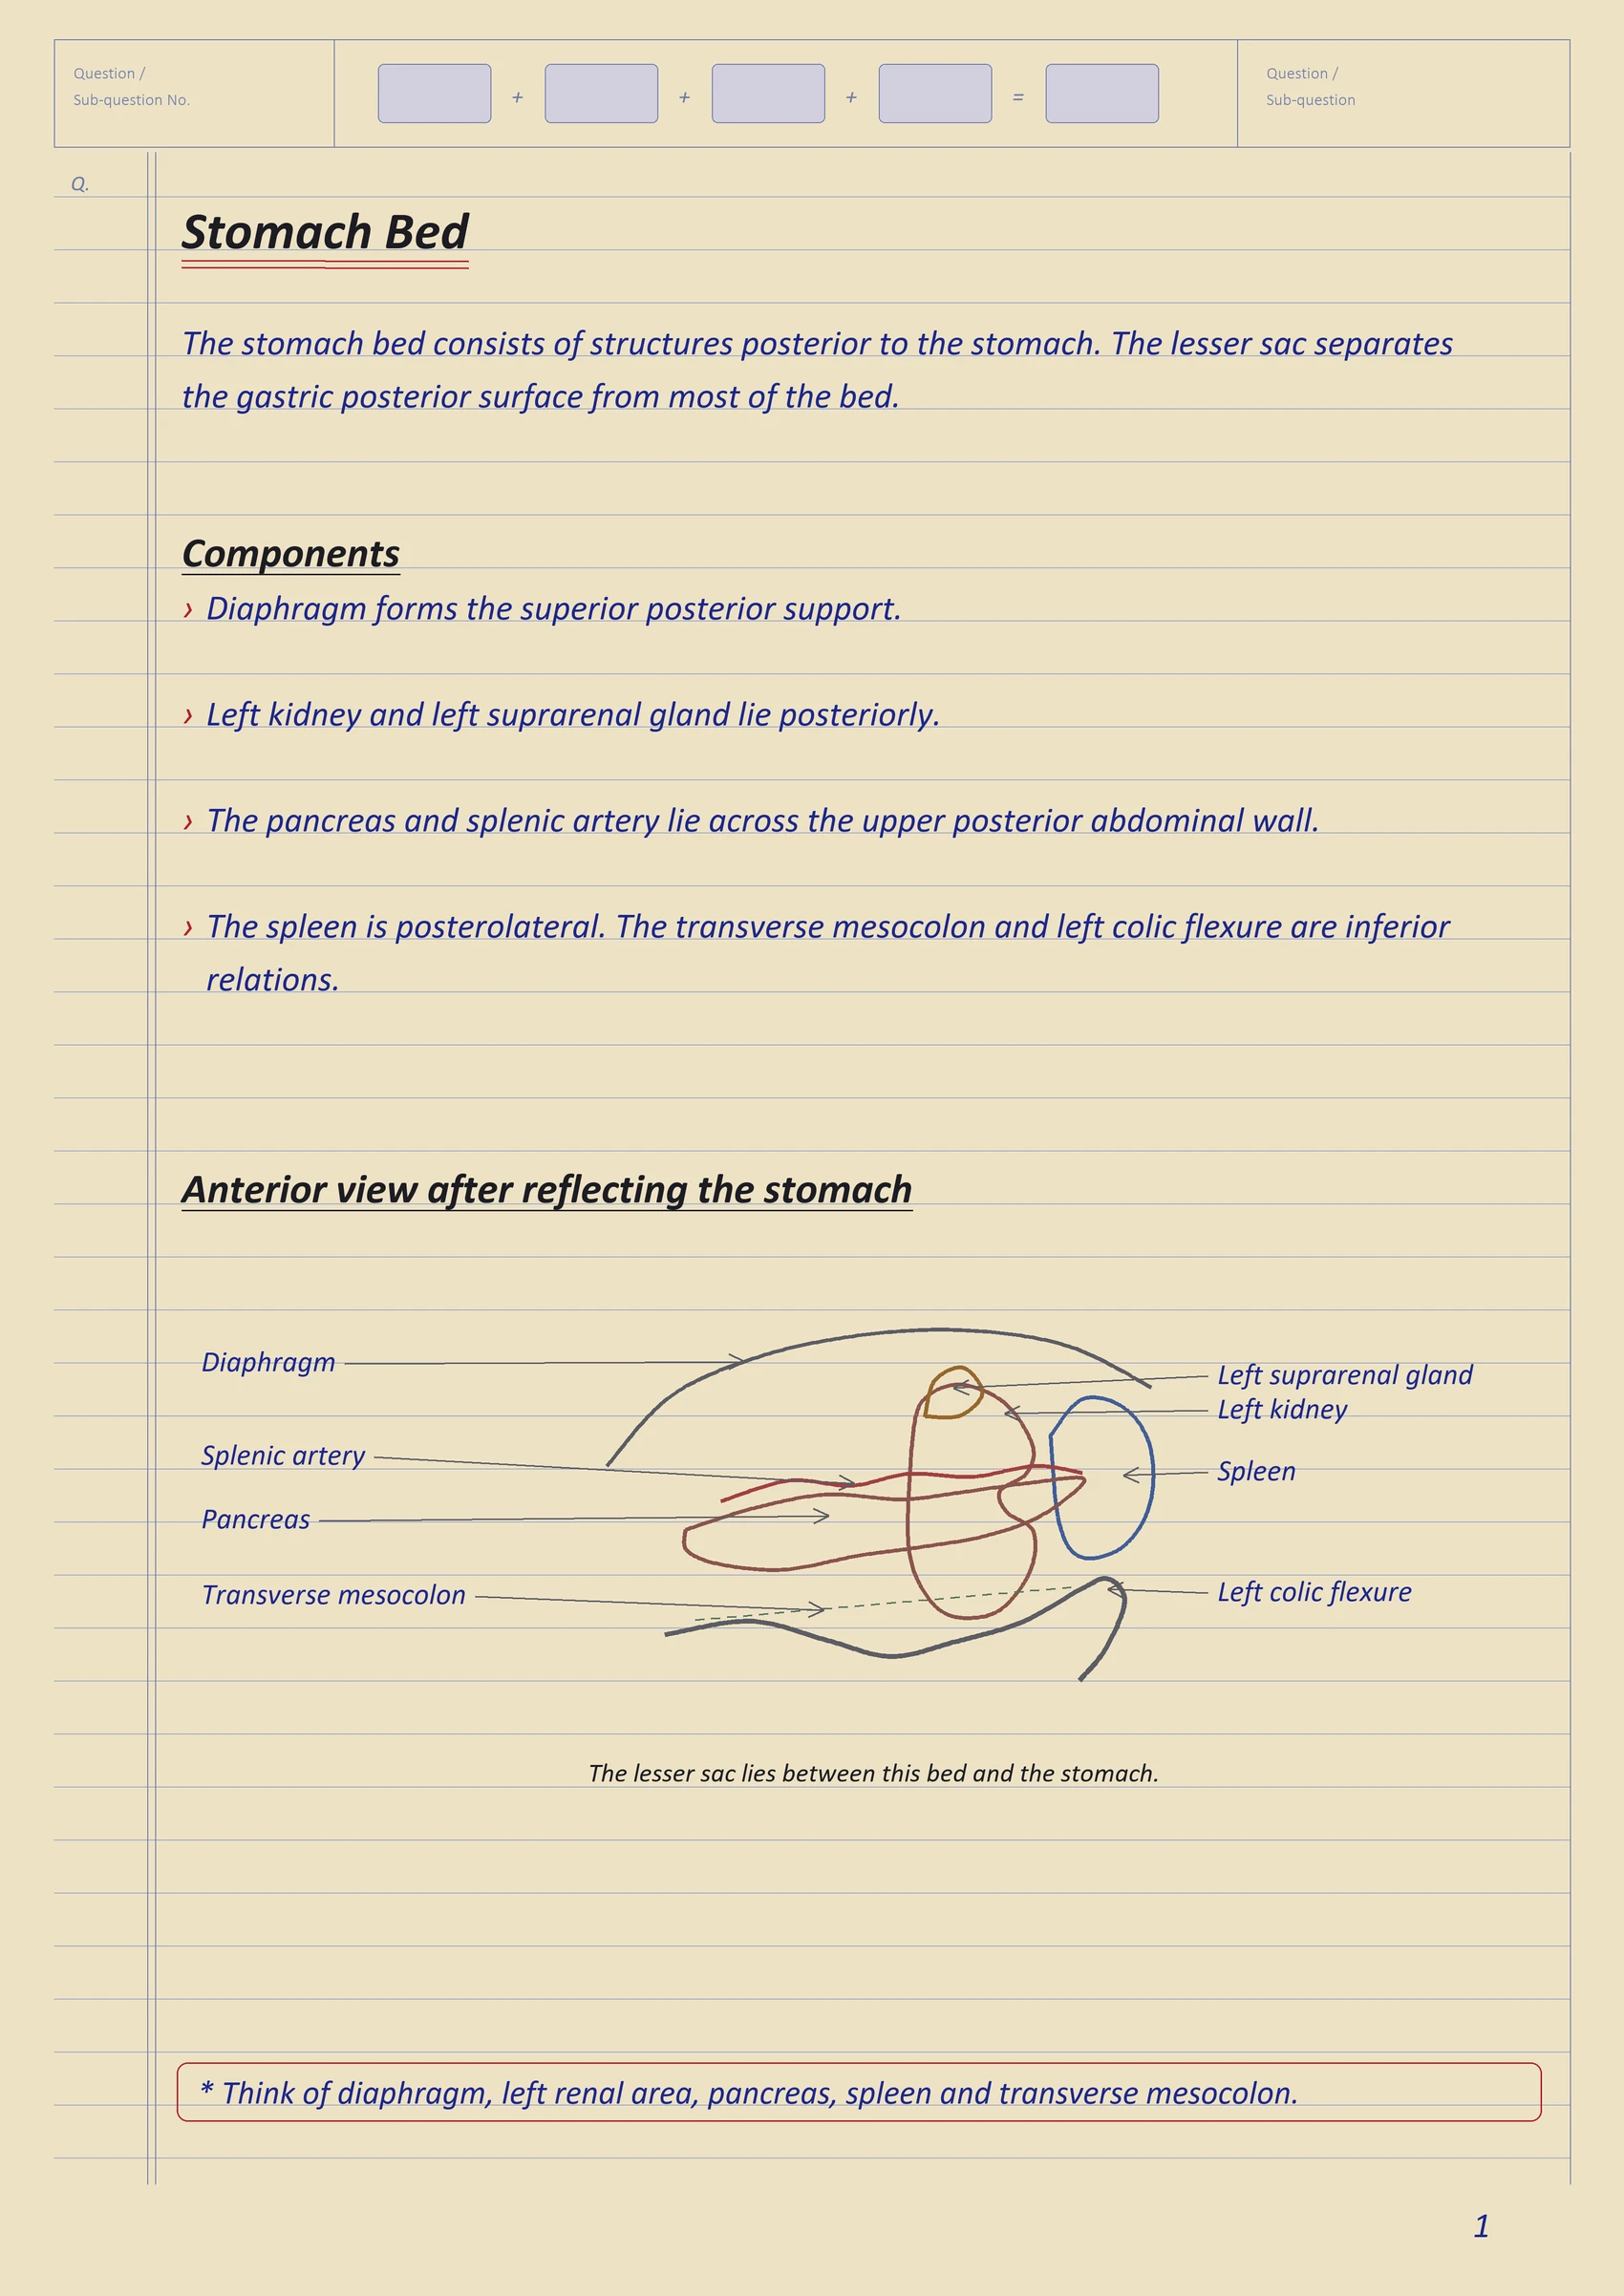 Question /
Sub-question No.
+ + + =
Question /
Sub-question
Q.
Stomach Bed
The stomach bed consists of structures posterior to the stomach. The lesser sac separates
the gastric posterior surface from most of the bed.
Components
› Diaphragm forms the superior posterior support.
› Left kidney and left suprarenal gland lie posteriorly.
› The pancreas and splenic artery lie across the upper posterior abdominal wall.
› The spleen is posterolateral. The transverse mesocolon and left colic flexure are inferior
relations.
Anterior view after reflecting the stomach
Diaphragm
Splenic artery
Pancreas
Transverse mesocolon
Left suprarenal gland
Left kidney
Spleen
Left colic flexure
The lesser sac lies between this bed and the stomach.
* Think of diaphragm, left renal area, pancreas, spleen and transverse mesocolon.
1